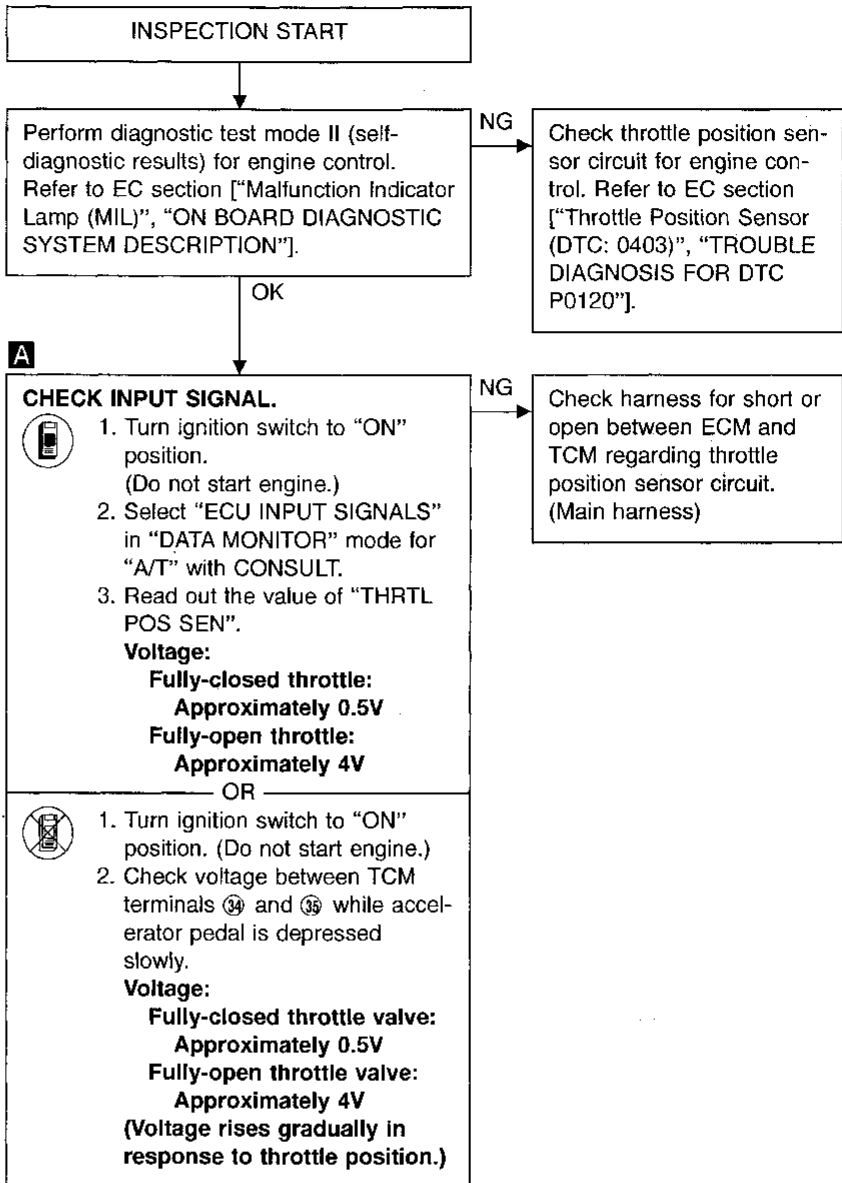 INSPECTION START
Perform diagnostic test mode II (self-
diagnostic results) for engine control.
Refer to EC section [“Malfunction Indicator
Lamp (MIL)”, “ON BOARD DIAGNOSTIC
SYSTEM DESCRIPTION”].
NG
Check throttle position sen-
sor circuit for engine con-
trol. Refer to EC section
[“Throttle Position Sensor
(DTC: 0403)”, “TROUBLE
DIAGNOSIS FOR DTC
P0120”].
OK
A
CHECK INPUT SIGNAL.
1. Turn ignition switch to “ON”
position.
(Do not start engine.)
2. Select “ECU INPUT SIGNALS”
in “DATA MONITOR” mode for
“A/T” with CONSULT.
3. Read out the value of “THRTL
POS SEN”.
Voltage:
Fully-closed throttle:
Approximately 0.5V
Fully-open throttle:
Approximately 4V
NG
Check harness for short or
open between ECM and
TCM regarding throttle
position sensor circuit.
(Main harness)
OR
1. Turn ignition switch to “ON”
position. (Do not start engine.)
2. Check voltage between TCM
terminals ㉞ and ㉟ while accel-
erator pedal is depressed
slowly.
Voltage:
Fully-closed throttle valve:
Approximately 0.5V
Fully-open throttle valve:
Approximately 4V
(Voltage rises gradually in
response to throttle position.)